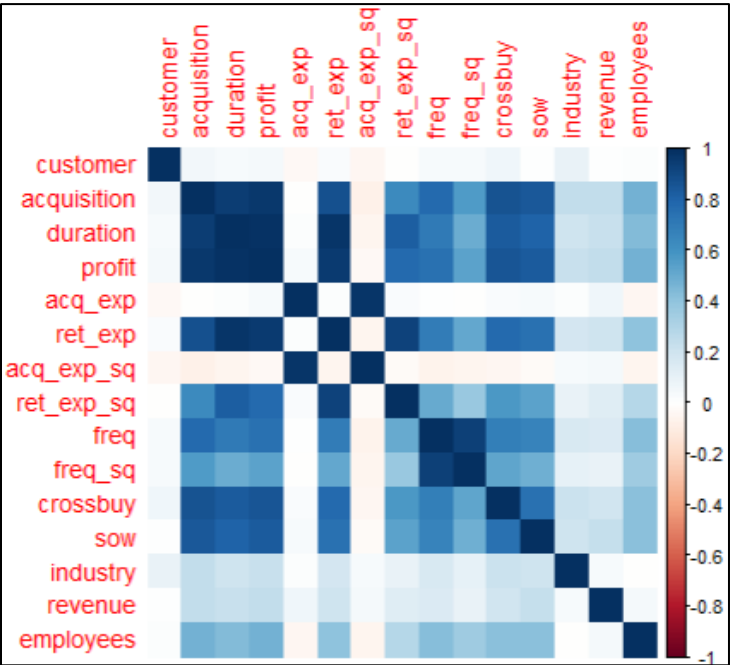 customer
acquisition
duration
profit
acq_exp
ret_exp
acq_exp_sq
ret_exp_sq
freq
freq_sq
crossbuy
sow
industry
revenue
employees
customer
acquisition
duration
profit
acq_exp
ret_exp
acq_exp_sq
ret_exp_sq
freq
freq_sq
crossbuy
sow
industry
revenue
employees
1
0.8
0.6
0.4
0.2
0
-0.2
-0.4
-0.6
-0.8
-1